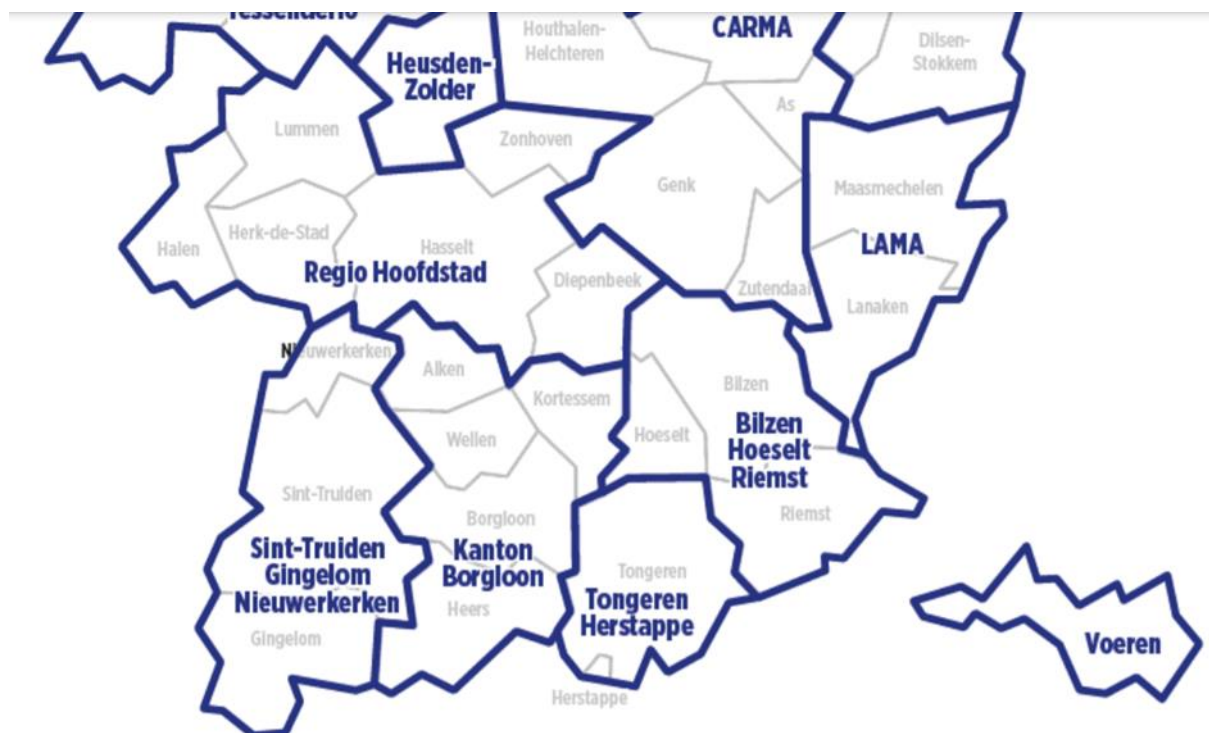 Tessenderlo
Houthalen-
Helchteren
CARMA
Dilsen-
Stokkem
Heusden-
Zolder
As
Lummen
Zonhoven
Genk
Maasmechelen
Halen
Herk-de-Stad
Hasselt
LAMA
Regio Hoofdstad
Diepenbeek
Zutendaal
Lanaken
Nieuwerkerken
Alken
Bilzen
Kortessem
Wellen
Hoeselt
Bilzen
Hoeselt
Riemst
Sint-Truiden
Borgloon
Riemst
Sint-Truiden
Gingelom
Nieuwerkerken
Kanton
Borgloon
Tongeren
Tongeren
Herstappe
Heers
Gingelom
Voeren
Herstappe